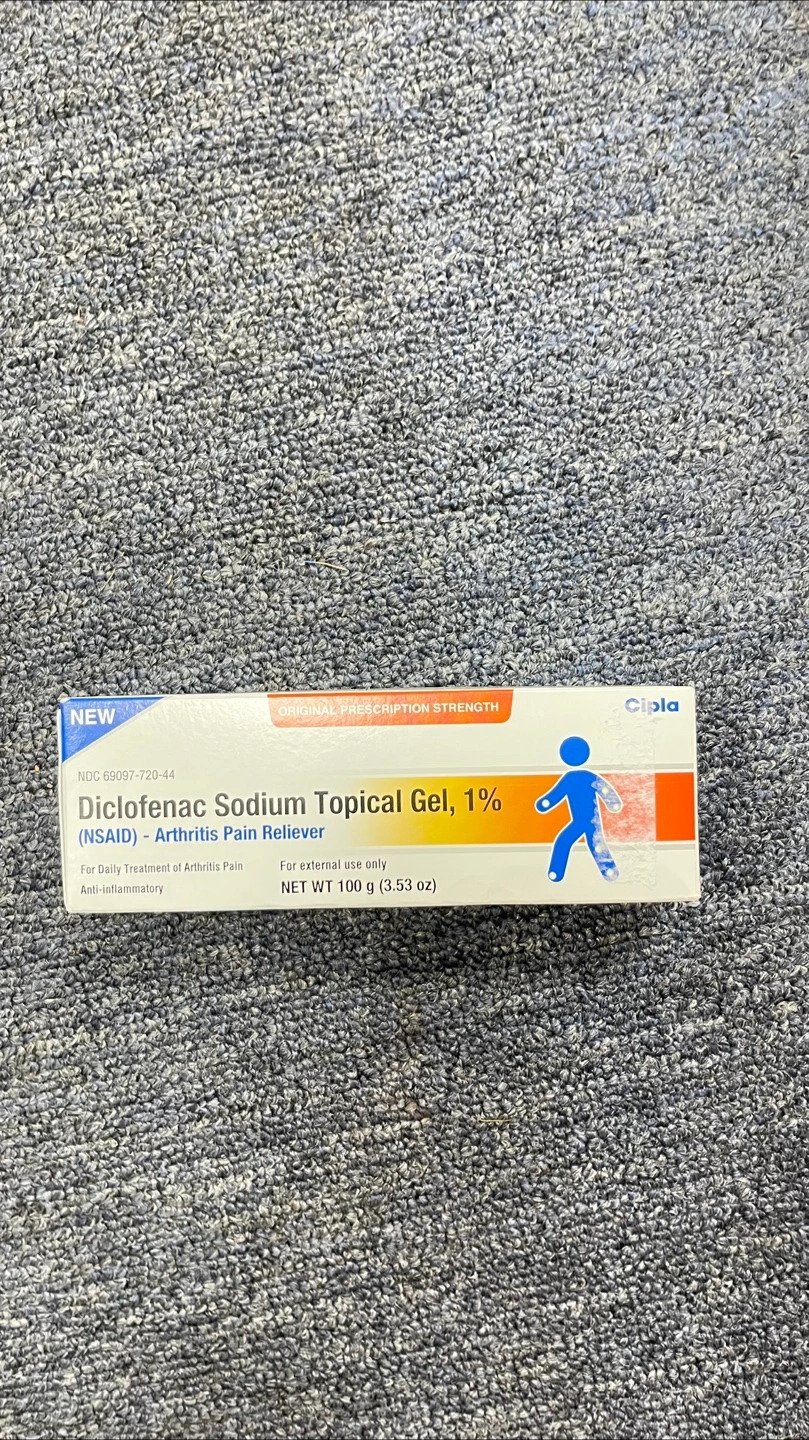 NEW
ORIGINAL PRESCRIPTION STRENGTH
Cipla
NDC 69097-720-44
Diclofenac Sodium Topical Gel, 1%
(NSAID) - Arthritis Pain Reliever
For Daily Treatment of Arthritis Pain
Anti-inflammatory
For external use only
NET WT 100 g (3.53 oz)